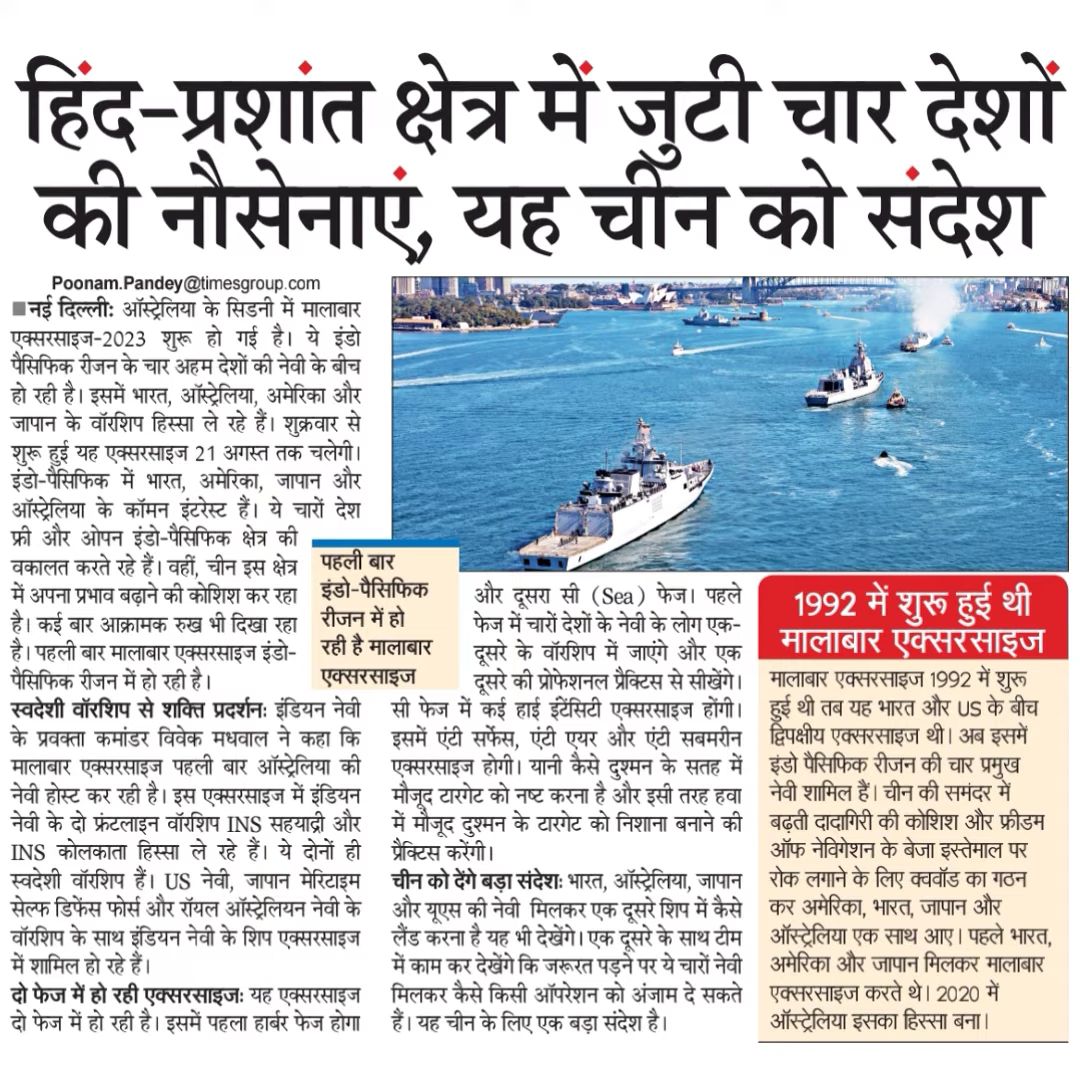 हिंद-प्रशांत क्षेत्र में जुटी चार देशों
की नौसेनाएं, यह चीन को संदेश
Poonam.Pandey@timesgroup.com
■ नई दिल्ली: ऑस्ट्रेलिया के सिडनी में मालाबार
एक्सरसाइज-2023 शुरू हो गई है। ये इंडो
पैसिफिक रीजन के चार अहम देशों की नेवी के बीच
हो रही है। इसमें भारत, ऑस्ट्रेलिया, अमेरिका और
जापान के वॉरशिप हिस्सा ले रहे हैं। शुक्रवार से
शुरू हुई यह एक्सरसाइज 21 अगस्त तक चलेगी।
इंडो-पैसिफिक में भारत, अमेरिका, जापान और
ऑस्ट्रेलिया के कॉमन इंटरेस्ट हैं। ये चारों देश
फ्री और ओपन इंडो-पैसिफिक क्षेत्र की
वकालत करते रहे हैं। वहीं, चीन इस क्षेत्र
में अपना प्रभाव बढ़ाने की कोशिश कर रहा
है। कई बार आक्रामक रुख भी दिखा रहा
है। पहली बार मालाबार एक्सरसाइज इंडो-
पैसिफिक रीजन में हो रही है।
स्वदेशी वॉरशिप से शक्ति प्रदर्शन: इंडियन नेवी
के प्रवक्ता कमांडर विवेक मधवाल ने कहा कि
मालाबार एक्सरसाइज पहली बार ऑस्ट्रेलिया की
नेवी होस्ट कर रही है। इस एक्सरसाइज में इंडियन
नेवी के दो फ्रंटलाइन वॉरशिप INS सहयाद्री और
INS कोलकाता हिस्सा ले रहे हैं। ये दोनों ही
स्वदेशी वॉरशिप हैं। US नेवी, जापान मेरिटाइम
सेल्फ डिफेंस फोर्स और रॉयल ऑस्ट्रेलियन नेवी के
वॉरशिप के साथ इंडियन नेवी के शिप एक्सरसाइज
में शामिल हो रहे हैं।
दो फेज में हो रही एक्सरसाइज: यह एक्सरसाइज
दो फेज में हो रही है। इसमें पहला हार्बर फेज होगा
पहली बार
इंडो-पैसिफिक
रीजन में हो
रही है मालाबार
एक्सरसाइज
और दूसरा सी (Sea) फेज। पहले
फेज में चारों देशों के नेवी के लोग एक-
दूसरे के वॉरशिप में जाएंगे और एक
दूसरे की प्रोफेशनल प्रैक्टिस से सीखेंगे।
सी फेज में कई हाई इंटेंसिटी एक्सरसाइज होंगी।
इसमें एंटी सर्फेस, एंटी एयर और एंटी सबमरीन
एक्सरसाइज होगी। यानी कैसे दुश्मन के सतह में
मौजूद टारगेट को नष्ट करना है और इसी तरह हवा
में मौजूद दुश्मन के टारगेट को निशाना बनाने की
प्रैक्टिस करेंगी।
चीन को देंगे बड़ा संदेश: भारत, ऑस्ट्रेलिया, जापान
और यूएस की नेवी मिलकर एक दूसरे शिप में कैसे
लैंड करना है यह भी देखेंगे। एक दूसरे के साथ टीम
में काम कर देखेंगे कि जरूरत पड़ने पर ये चारों नेवी
मिलकर कैसे किसी ऑपरेशन को अंजाम दे सकते
हैं। यह चीन के लिए एक बड़ा संदेश है।
1992 में शुरू हुई थी
मालाबार एक्सरसाइज
मालाबार एक्सरसाइज 1992 में शुरू
हुई थी तब यह भारत और US के बीच
द्विपक्षीय एक्सरसाइज थी। अब इसमें
इंडो पैसिफिक रीजन की चार प्रमुख
नेवी शामिल हैं। चीन की समंदर में
बढ़ती दादागिरी की कोशिश और फ्रीडम
ऑफ नेविगेशन के बेजा इस्तेमाल पर
रोक लगाने के लिए क्ववॉड का गठन
कर अमेरिका, भारत, जापान और
ऑस्ट्रेलिया एक साथ आए। पहले भारत,
अमेरिका और जापान मिलकर मालाबार
एक्सरसाइज करते थे। 2020 में
ऑस्ट्रेलिया इसका हिस्सा बना।